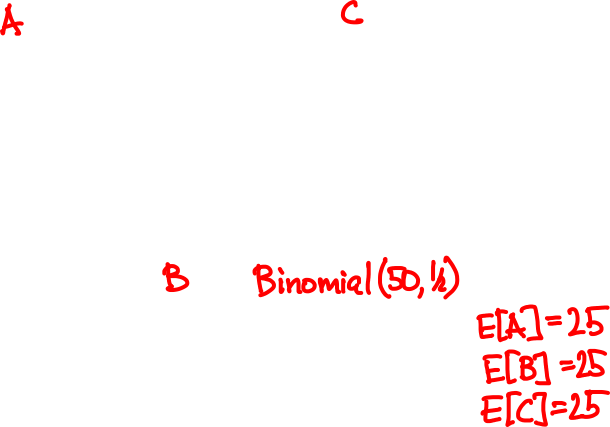 A C
B Binomial(50, 1/2)
E[A]=25
E[B]=25
E[C]=25